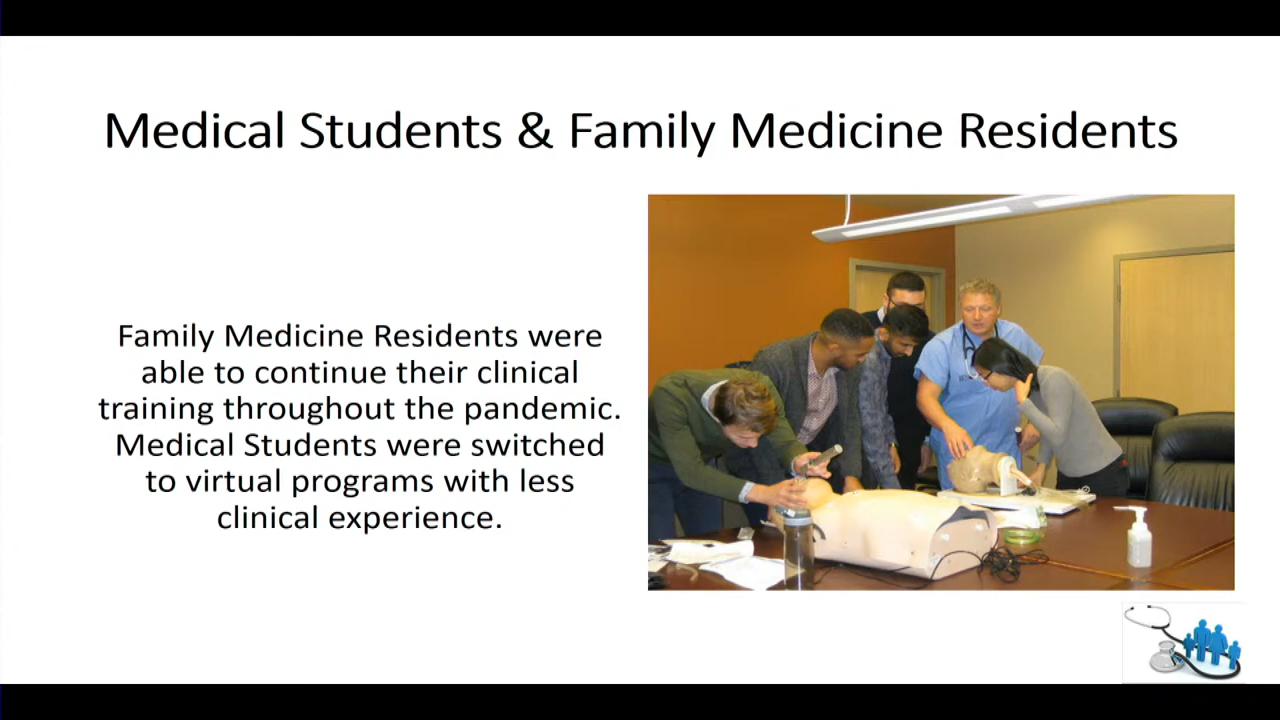 Medical Students & Family Medicine Residents
Family Medicine Residents were
able to continue their clinical
training throughout the pandemic.
Medical Students were switched
to virtual programs with less
clinical experience.